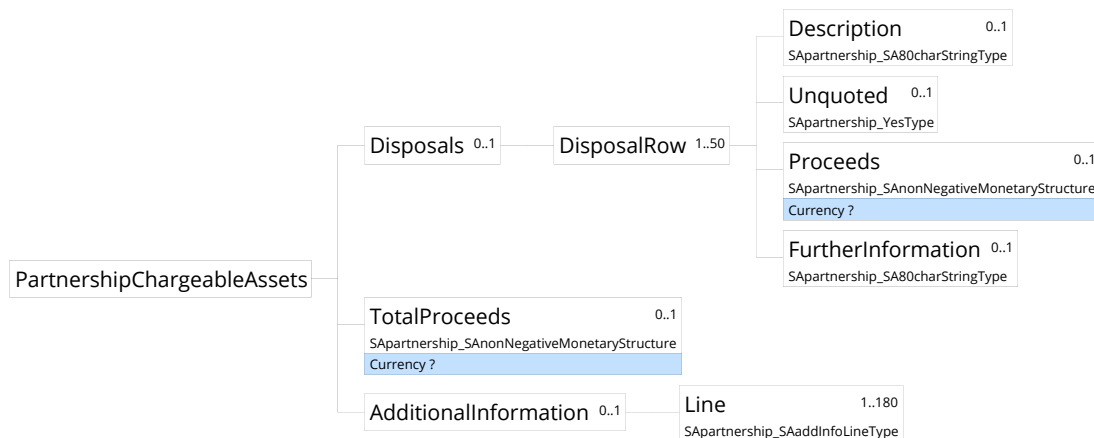 Description 0..1
SApartnership_SA80charStringType
Unquoted 0..1
SApartnership_YesType
Disposals 0..1
DisposalRow 1..50
Proceeds 0..1
SApartnership_SAnonNegativeMonetaryStructure
Currency ?
FurtherInformation 0..1
SApartnership_SA80charStringType
PartnershipChargeableAssets
TotalProceeds 0..1
SApartnership_SAnonNegativeMonetaryStructure
Currency ?
AdditionalInformation 0..1
Line 1..180
SApartnership_SAaddInfoLineType